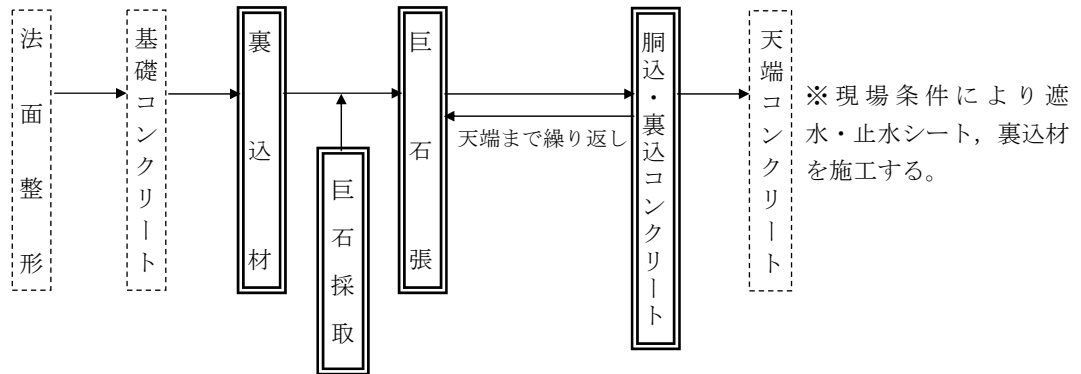 法面整形
基礎コンクリート
裏込材
巨石採取
巨石張
天端まで繰り返し
胴込・裏込コンクリート
天端コンクリート
※現場条件により遮
水・止水シート，裏込材
を施工する。